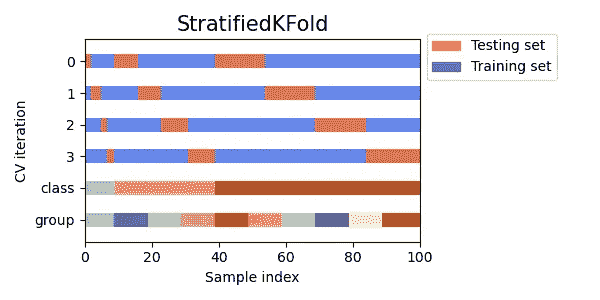 StratifiedKFold
Testing set
Training set
CV iteration
0
1
2
3
class
group
0 20 40 60 80 100
Sample index